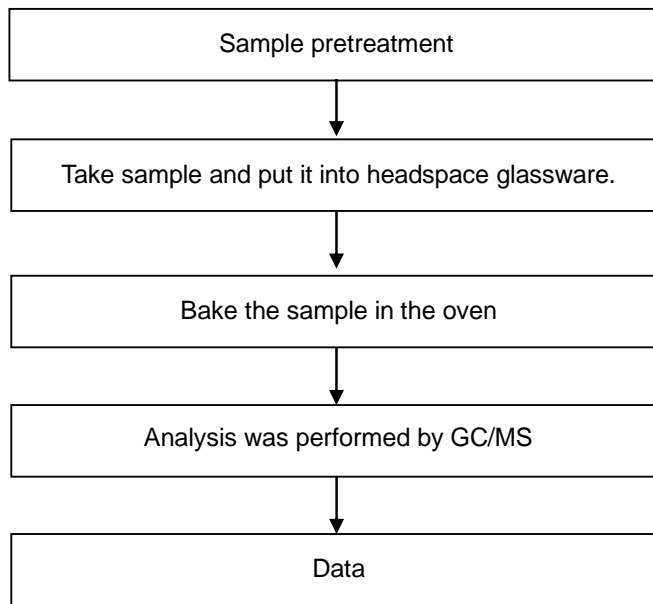 Sample pretreatment
Take sample and put it into headspace glassware.
Bake the sample in the oven
Analysis was performed by GC/MS
Data